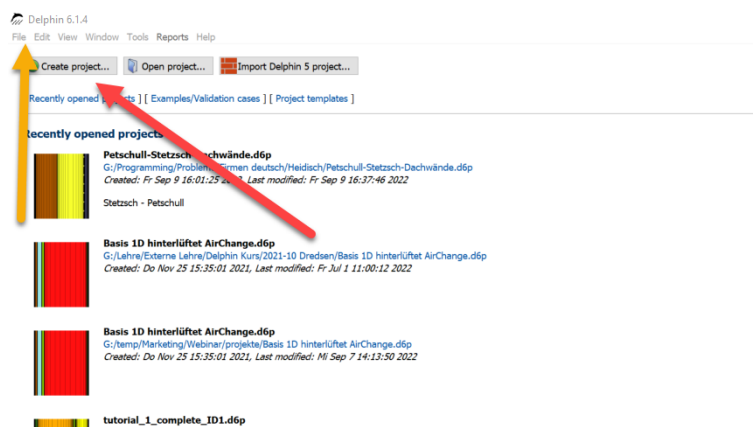 Delphin 6.1.4
File Edit View Window Tools Reports Help
Create project... Open project... Import Delphin 5 project...
Recently opened projects ] [ Examples/Validation cases ] [ Project templates ]
Recently opened projects
Petschull-Stetzsch-Dachwände.d6p
G:/Programming/Problem Firmen deutsch/Heidisch/Petschull-Stetzsch-Dachwände.d6p
Created: Fr Sep 9 16:01:25 2022, Last modified: Fr Sep 9 16:37:46 2022
Stetzsch - Petschull
Basis 1D hinterlüftet AirChange.d6p
G:/Lehre/Externe Lehre/Delphin Kurs/2021-10 Dredsen/Basis 1D hinterlüftet AirChange.d6p
Created: Do Nov 25 15:35:01 2021, Last modified: Fr Jul 1 11:00:12 2022
Basis 1D hinterlüftet AirChange.d6p
G:/temp/Marketing/Webinar/projekte/Basis 1D hinterlüftet AirChange.d6p
Created: Do Nov 25 15:35:01 2021, Last modified: Mi Sep 7 14:13:50 2022
tutorial_1_complete_ID1.d6p